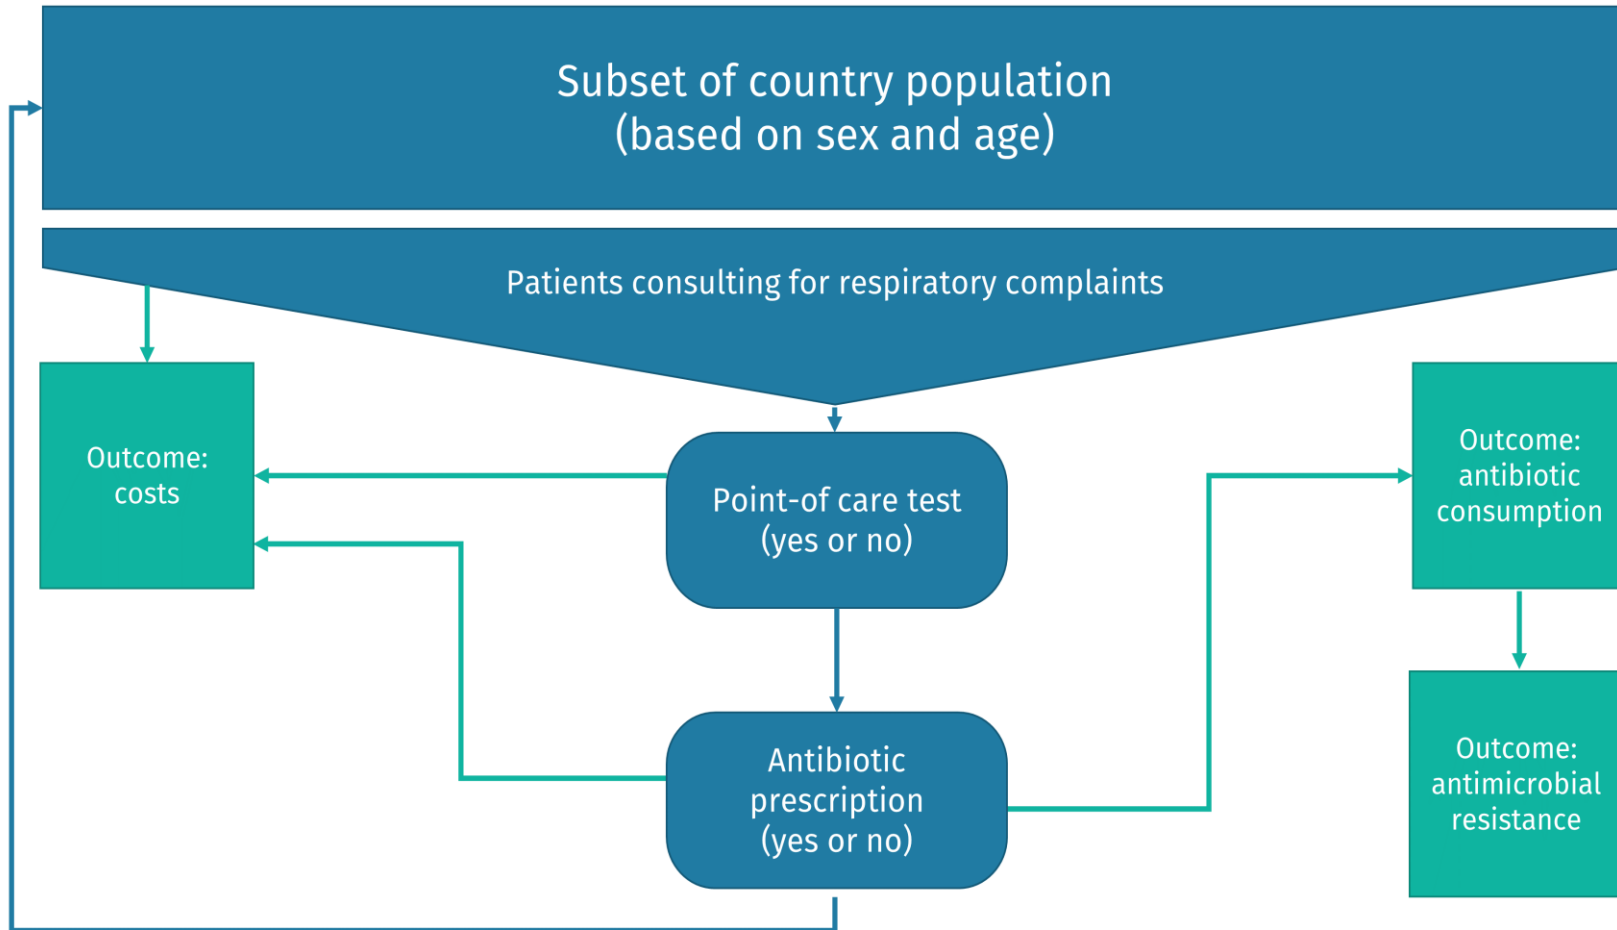 Subset of country population
(based on sex and age)
Patients consulting for respiratory complaints
Outcome:
costs
Point-of care test
(yes or no)
Outcome:
antibiotic
consumption
Antibiotic
prescription
(yes or no)
Outcome:
antimicrobial
resistance